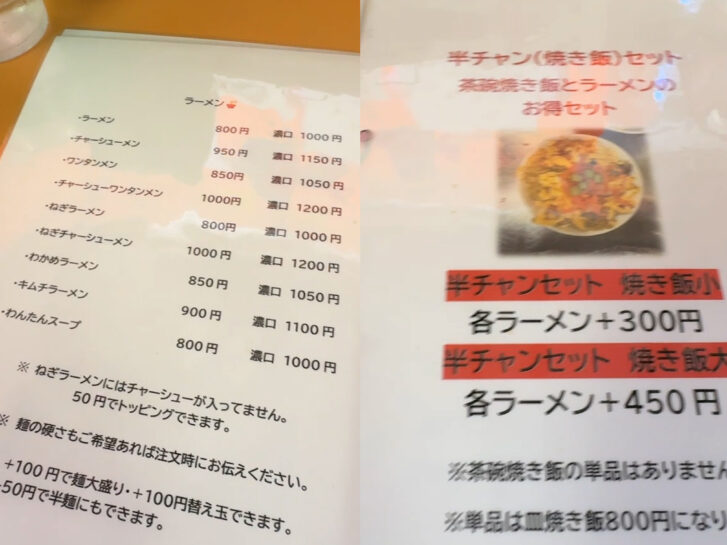 ラーメン
・ラーメン 800円 濃口 1000円
・チャーシューメン 950円 濃口 1150円
・ワンタンメン 850円 濃口 1050円
・チャーシューワンタンメン 1000円 濃口 1200円
・ねぎラーメン 800円 濃口 1000円
・ねぎチャーシューメン 1000円 濃口 1200円
・わかめラーメン 850円 濃口 1050円
・キムチラーメン 900円 濃口 1100円
・わんたんスープ 800円 濃口 1000円
※ ねぎラーメンにはチャーシューが入ってません。
50円でトッピングできます。
※ 麺の硬さもご希望あれば注文時にお伝えください。
+100円で麺大盛り・+100円替え玉できます。
-50円で半麺にもできます。
半チャン(焼き飯)セット
茶碗焼き飯とラーメンの
お得セット
半チャンセット 焼き飯小
各ラーメン+300円
半チャンセット 焼き飯大
各ラーメン+450円
※茶碗焼き飯の単品はありません
※単品は皿焼き飯800円になり